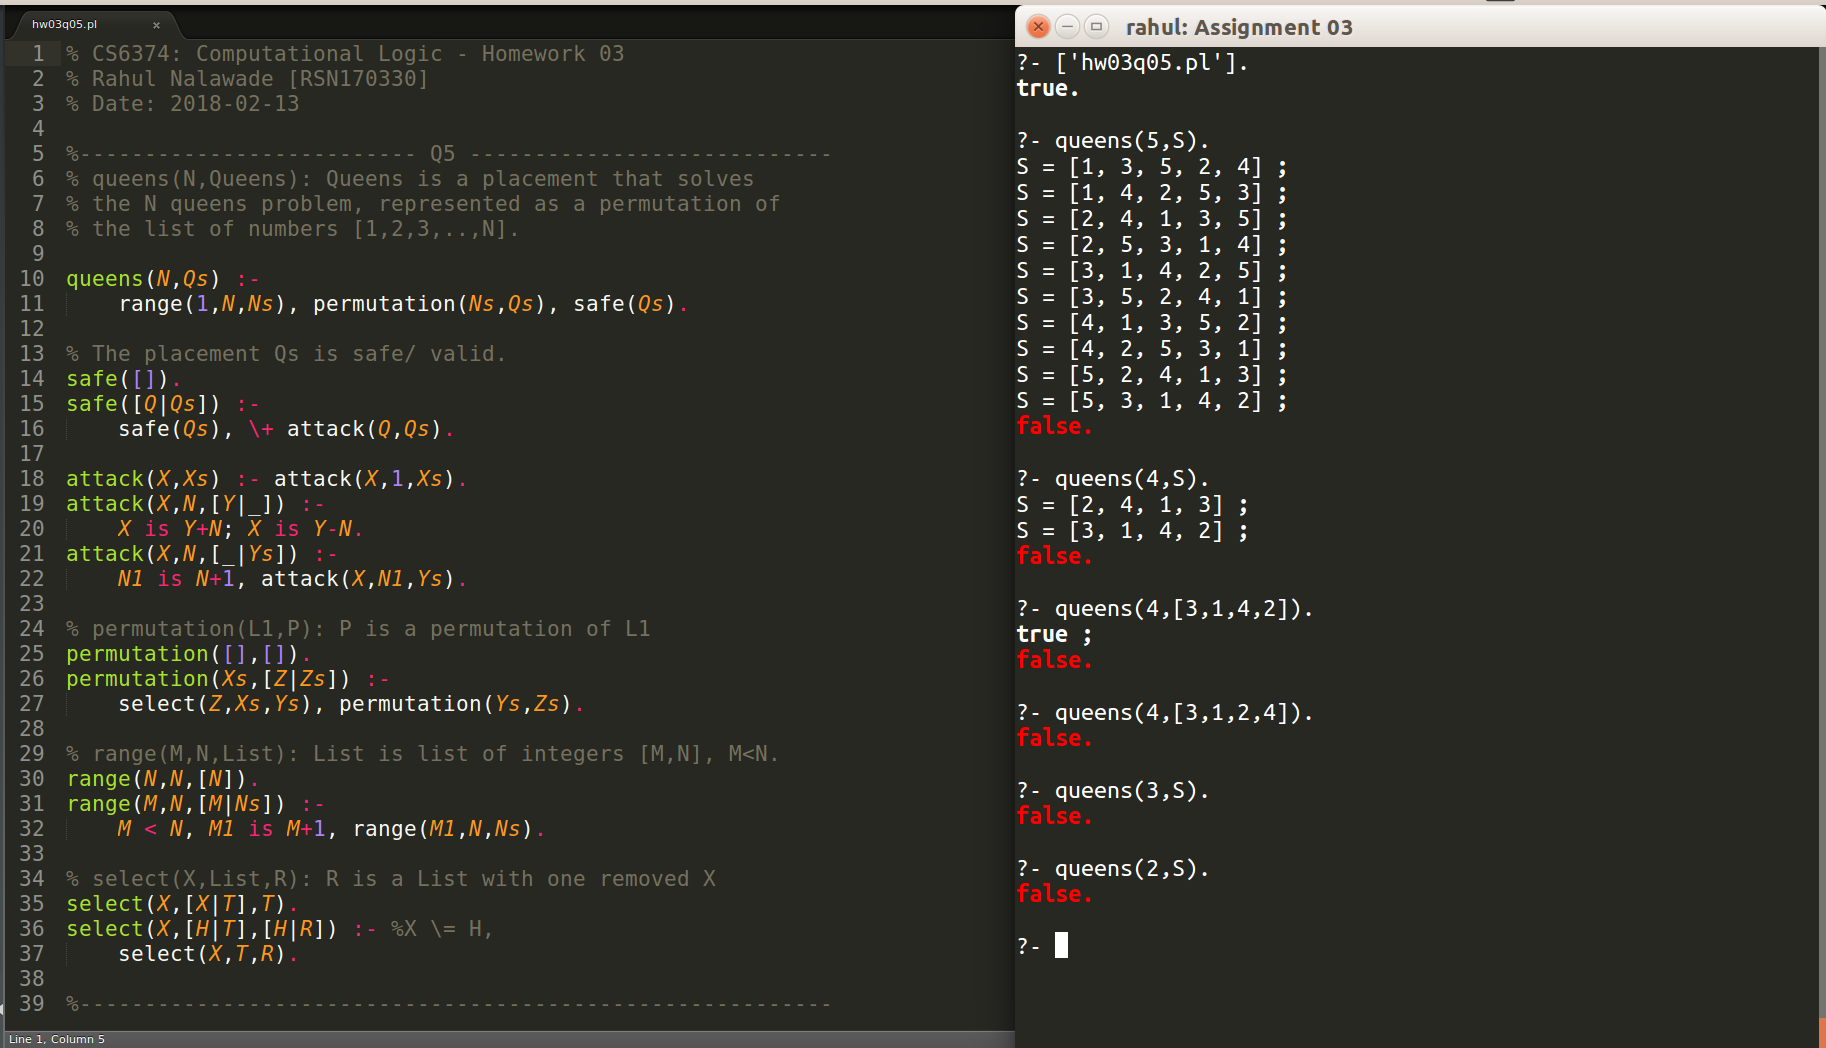 hw03q05.pl ×
1 % CS6374: Computational Logic - Homework 03
2 % Rahul Nalawade [RSN170330]
3 % Date: 2018-02-13
4
5 %-------------------------- Q5 ----------------------------
6 % queens(N,Queens): Queens is a placement that solves
7 % the N queens problem, represented as a permutation of
8 % the list of numbers [1,2,3,..,N].
9
10 queens(N,Qs) :-
11     range(1,N,Ns), permutation(Ns,Qs), safe(Qs).
12
13 % The placement Qs is safe/ valid.
14 safe([]).
15 safe([Q|Qs]) :-
16     safe(Qs), \+ attack(Q,Qs).
17
18 attack(X,Xs) :- attack(X,1,Xs).
19 attack(X,N,[Y|_]) :-
20     X is Y+N; X is Y-N.
21 attack(X,N,[_|Ys]) :-
22     N1 is N+1, attack(X,N1,Ys).
23
24 % permutation(L1,P): P is a permutation of L1
25 permutation([],[]).
26 permutation(Xs,[Z|Zs]) :-
27     select(Z,Xs,Ys), permutation(Ys,Zs).
28
29 % range(M,N,List): List is list of integers [M,N], M<N.
30 range(N,N,[N]).
31 range(M,N,[M|Ns]) :-
32     M < N, M1 is M+1, range(M1,N,Ns).
33
34 % select(X,List,R): R is a List with one removed X
35 select(X,[X|T],T).
36 select(X,[H|T],[H|R]) :- %X \= H,
37     select(X,T,R).
38
39 %----------------------------------------------------------
Line 1, Column 5
rahul: Assignment 03
?- ['hw03q05.pl'].
true.
?- queens(5,S).
S = [1, 3, 5, 2, 4] ;
S = [1, 4, 2, 5, 3] ;
S = [2, 4, 1, 3, 5] ;
S = [2, 5, 3, 1, 4] ;
S = [3, 1, 4, 2, 5] ;
S = [3, 5, 2, 4, 1] ;
S = [4, 1, 3, 5, 2] ;
S = [4, 2, 5, 3, 1] ;
S = [5, 2, 4, 1, 3] ;
S = [5, 3, 1, 4, 2] ;
false.
?- queens(4,S).
S = [2, 4, 1, 3] ;
S = [3, 1, 4, 2] ;
false.
?- queens(4,[3,1,4,2]).
true ;
false.
?- queens(4,[3,1,2,4]).
false.
?- queens(3,S).
false.
?- queens(2,S).
false.
?-